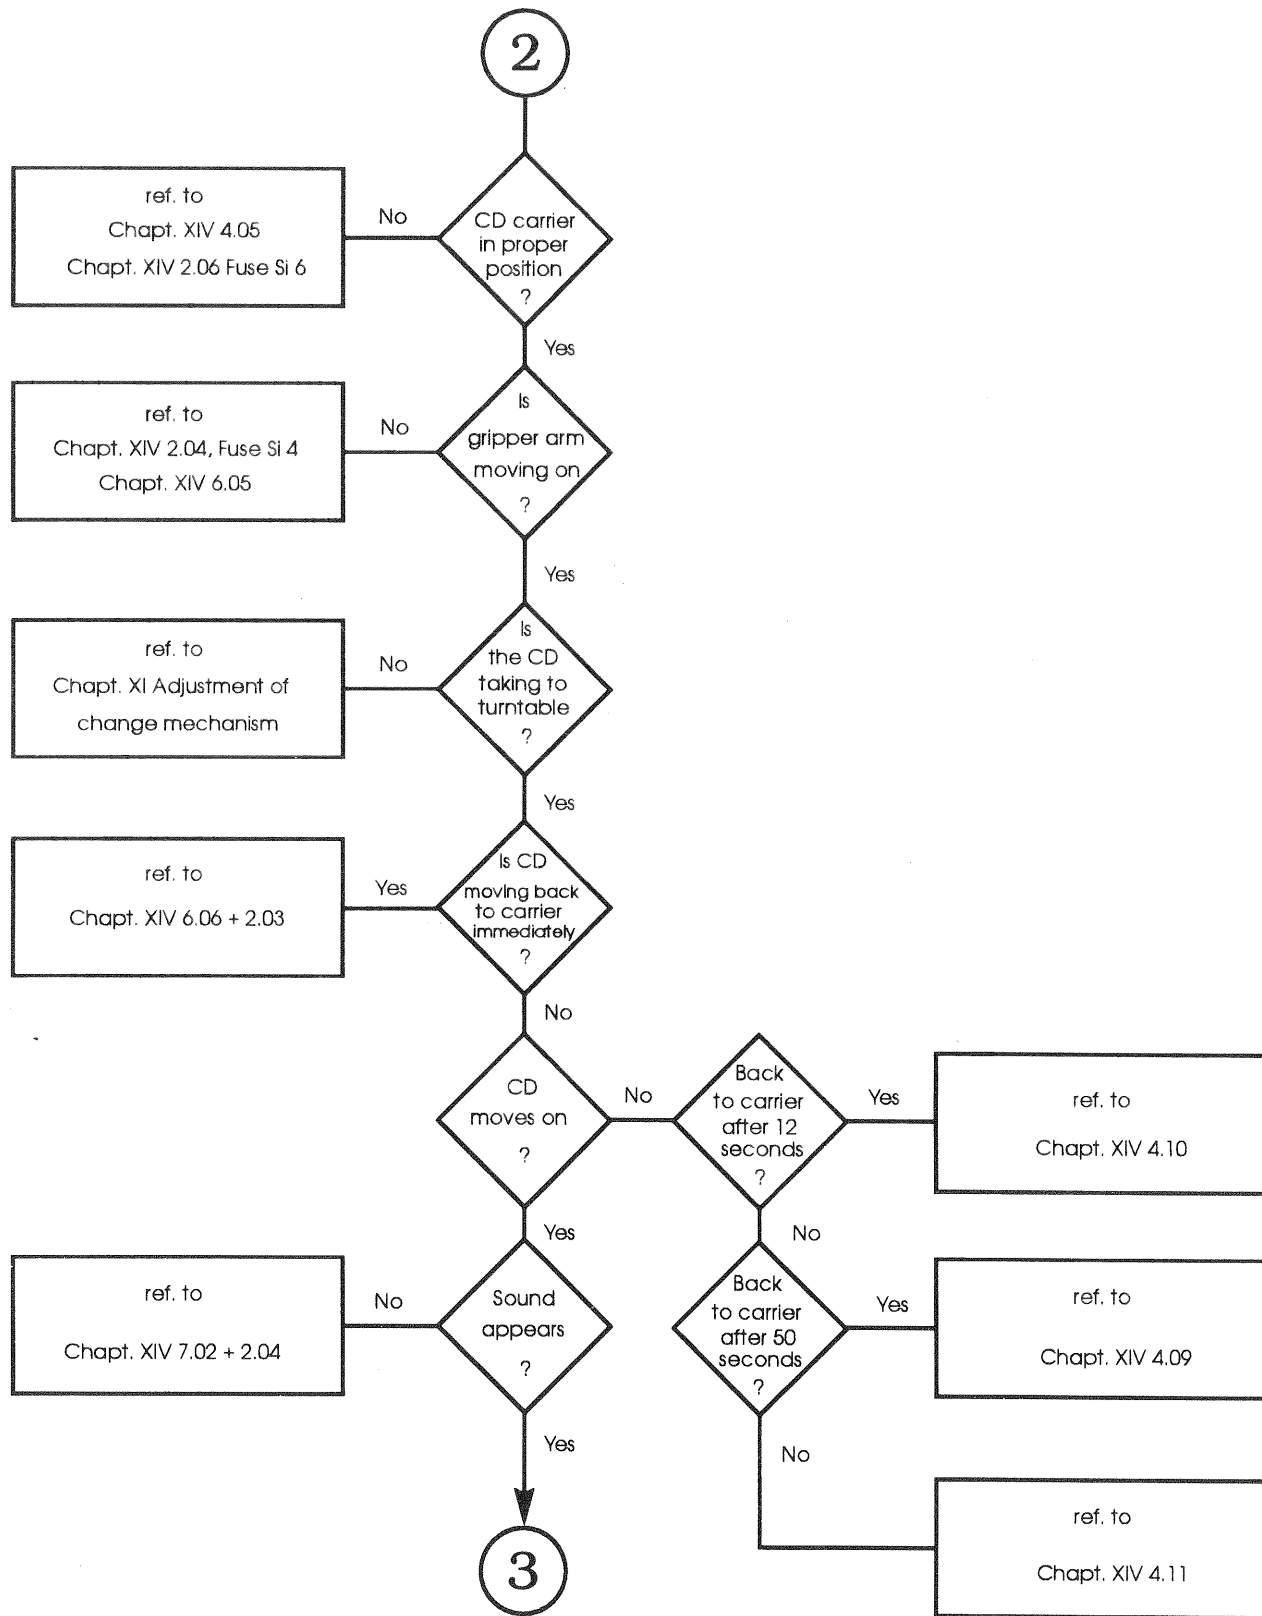 2
ref. to
Chapt. XIV 4.05
Chapt. XIV 2.06 Fuse Si 6
No
CD carrier
in proper
position
?
Yes
ref. to
Chapt. XIV 2.04, Fuse Si 4
Chapt. XIV 6.05
No
Is
gripper arm
moving on
?
Yes
ref. to
Chapt. XI Adjustment of
change mechanism
No
Is
the CD
taking to
turntable
?
Yes
ref. to
Chapt. XIV 6.06 + 2.03
Yes
Is CD
moving back
to carrier
immediately
?
No
CD
moves on
?
No
Back
to carrier
after 12
seconds
?
Yes
ref. to
Chapt. XIV 4.10
Yes
No
ref. to
Chapt. XIV 7.02 + 2.04
No
Sound
appears
?
Back
to carrier
after 50
seconds
?
Yes
ref. to
Chapt. XIV 4.09
Yes
No
ref. to
Chapt. XIV 4.11
3